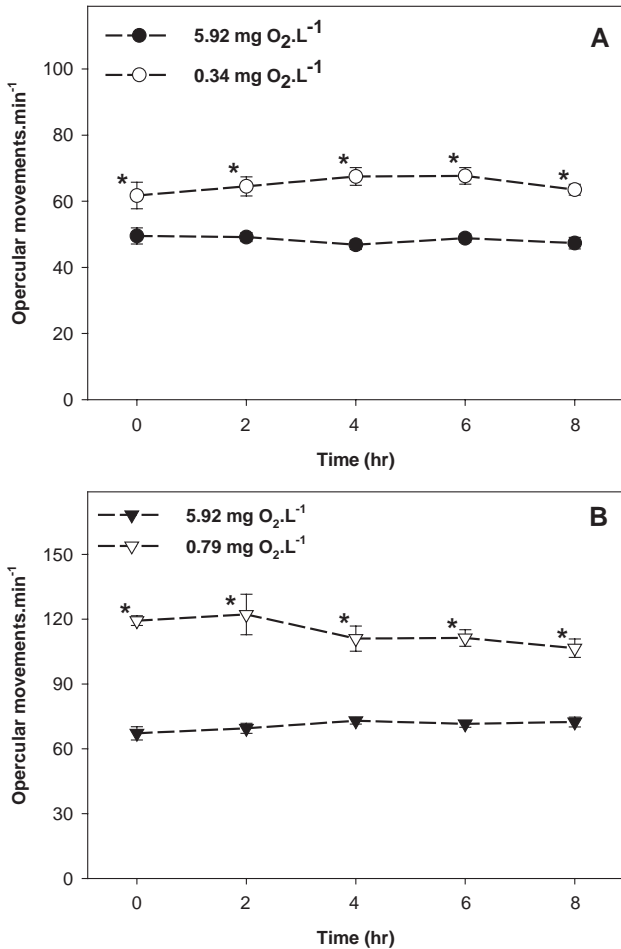 5.92 mg O₂.L⁻¹
A
0.34 mg O₂.L⁻¹
100
80
60
40
20
0
* * * * *
Opercular movements.min⁻¹
0 2 4 6 8
Time (hr)
5.92 mg O₂.L⁻¹
B
0.79 mg O₂.L⁻¹
150
120
90
60
30
0
* * * * *
Opercular movements.min⁻¹
0 2 4 6 8
Time (hr)